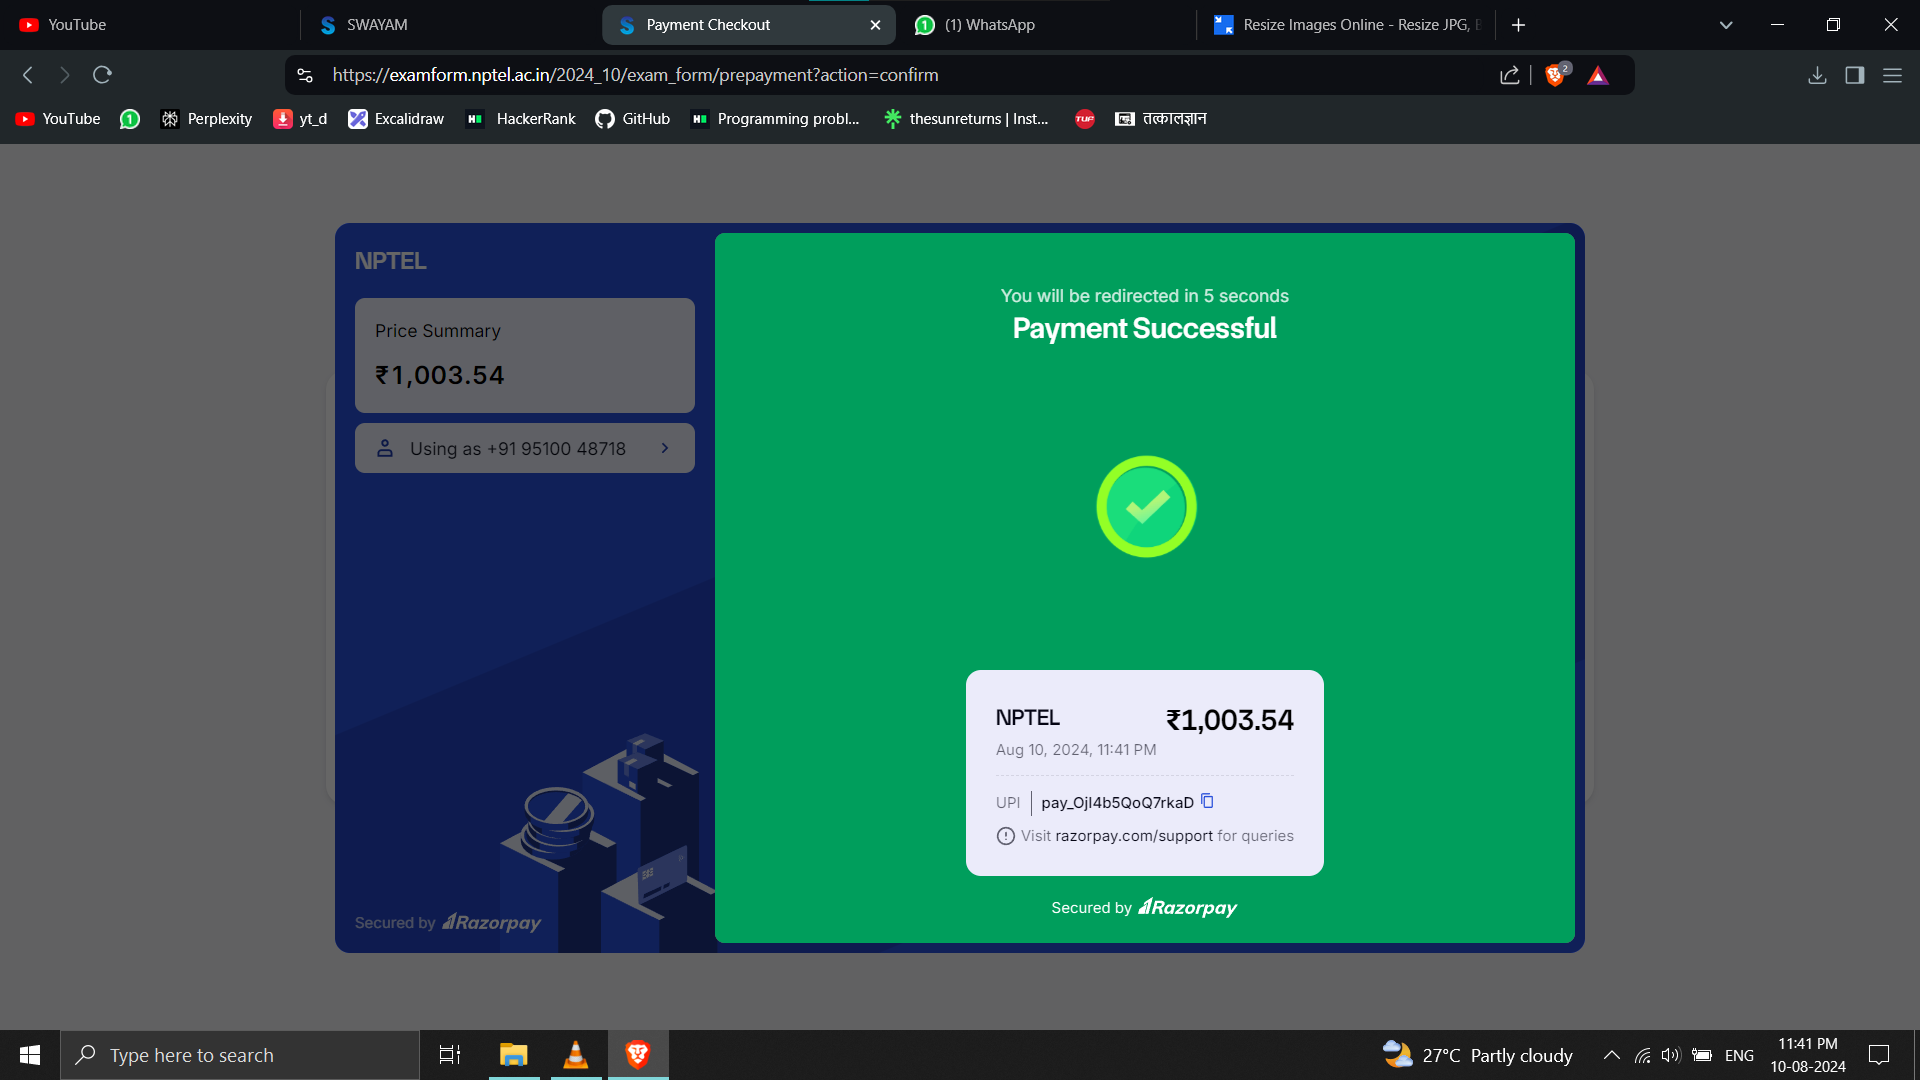 YouTube
SWAYAM
Payment Checkout
(1) WhatsApp
Resize Images Online - Resize JPG,
https://examform.nptel.ac.in/2024_10/exam_form/prepayment?action=confirm
2
YouTube
1
Perplexity
yt_d
Excalidraw
HackerRank
GitHub
Programming probl...
thesunreturns | Inst...
TUF
तत्कालज्ञान
NPTEL
Price Summary
₹1,003.54
Using as +91 95100 48718
Secured by Razorpay
You will be redirected in 5 seconds
Payment Successful
NPTEL
₹1,003.54
Aug 10, 2024, 11:41 PM
UPI | pay_OjI4b5QoQ7rkaD
Visit razorpay.com/support for queries
Secured by Razorpay
Type here to search
27°C Partly cloudy
ENG
11:41 PM
10-08-2024